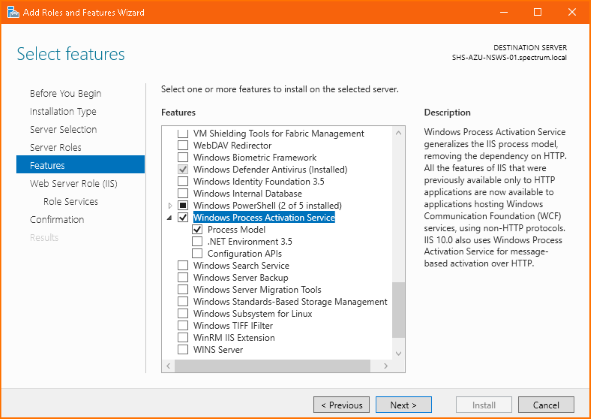 Add Roles and Features Wizard
Select features
DESTINATION SERVER
SHS-AZU-NSWS-01.spectrum.local
Before You Begin
Installation Type
Server Selection
Server Roles
Features
Web Server Role (IIS)
Role Services
Confirmation
Results
Select one or more features to install on the selected server.
Features
VM Shielding Tools for Fabric Management
WebDAV Redirector
Windows Biometric Framework
Windows Defender Antivirus (Installed)
Windows Identity Foundation 3.5
Windows Internal Database
Windows PowerShell (2 of 5 installed)
Windows Process Activation Service
Process Model
.NET Environment 3.5
Configuration APIs
Windows Search Service
Windows Server Backup
Windows Server Migration Tools
Windows Standards-Based Storage Management
Windows Subsystem for Linux
Windows TIFF IFilter
WinRM IIS Extension
WINS Server
Description
Windows Process Activation Service
generalizes the IIS process model,
removing the dependency on HTTP.
All the features of IIS that were
previously available only to HTTP
applications are now available to
applications hosting Windows
Communication Foundation (WCF)
services, using non-HTTP protocols.
IIS 10.0 also uses Windows Process
Activation Service for message-
based activation over HTTP.
< Previous
Next >
Install
Cancel